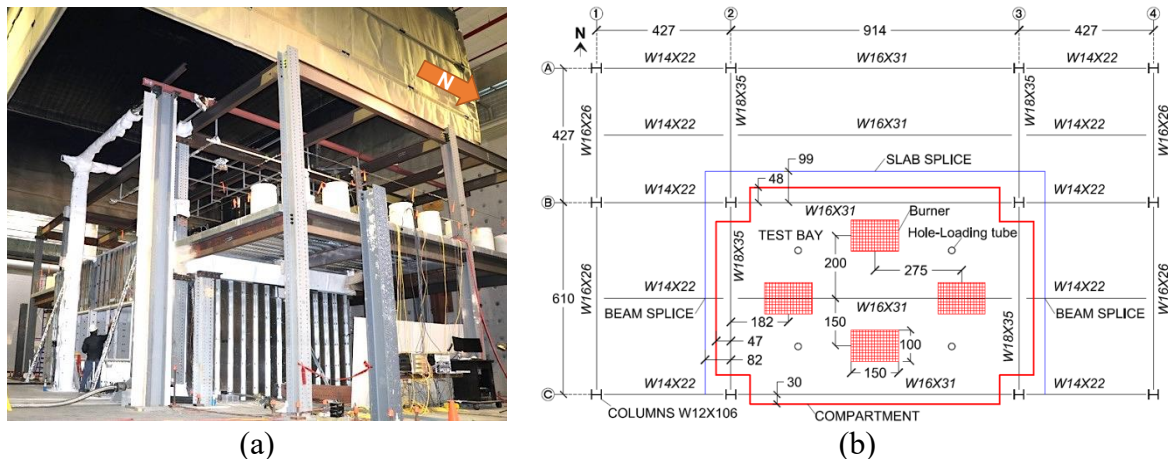 N
(a)
1 2 3 4
N
427 914 427
A
W14X22 W16X31 W14X22
W16X26 W18X35 W18X35 W16X26
427
W14X22 W16X31 W14X22
SLAB SPLICE
99
48
B
W14X22 W16X31 W14X22
Burner
TEST BAY Hole-Loading tube
W16X26 W18X35 W16X26
200
275
610
W14X22 W14X22
BEAM SPLICE W16X31 BEAM SPLICE
182 150 W18X35
47 100
82 150
30
C
W14X22 W16X31 W14X22
COLUMNS W12X106 COMPARTMENT
(b)